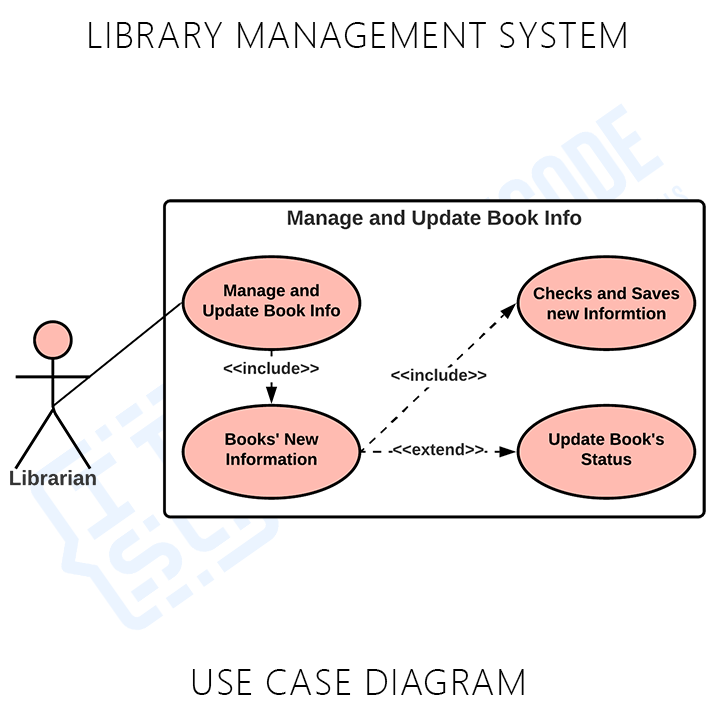 LIBRARY MANAGEMENT SYSTEM
Manage and Update Book Info
Manage and
Update Book Info
Checks and Saves
new Informtion
<<include>>
<<include>>
Books' New
Information
<<extend>>
Update Book's
Status
Librarian
USE CASE DIAGRAM